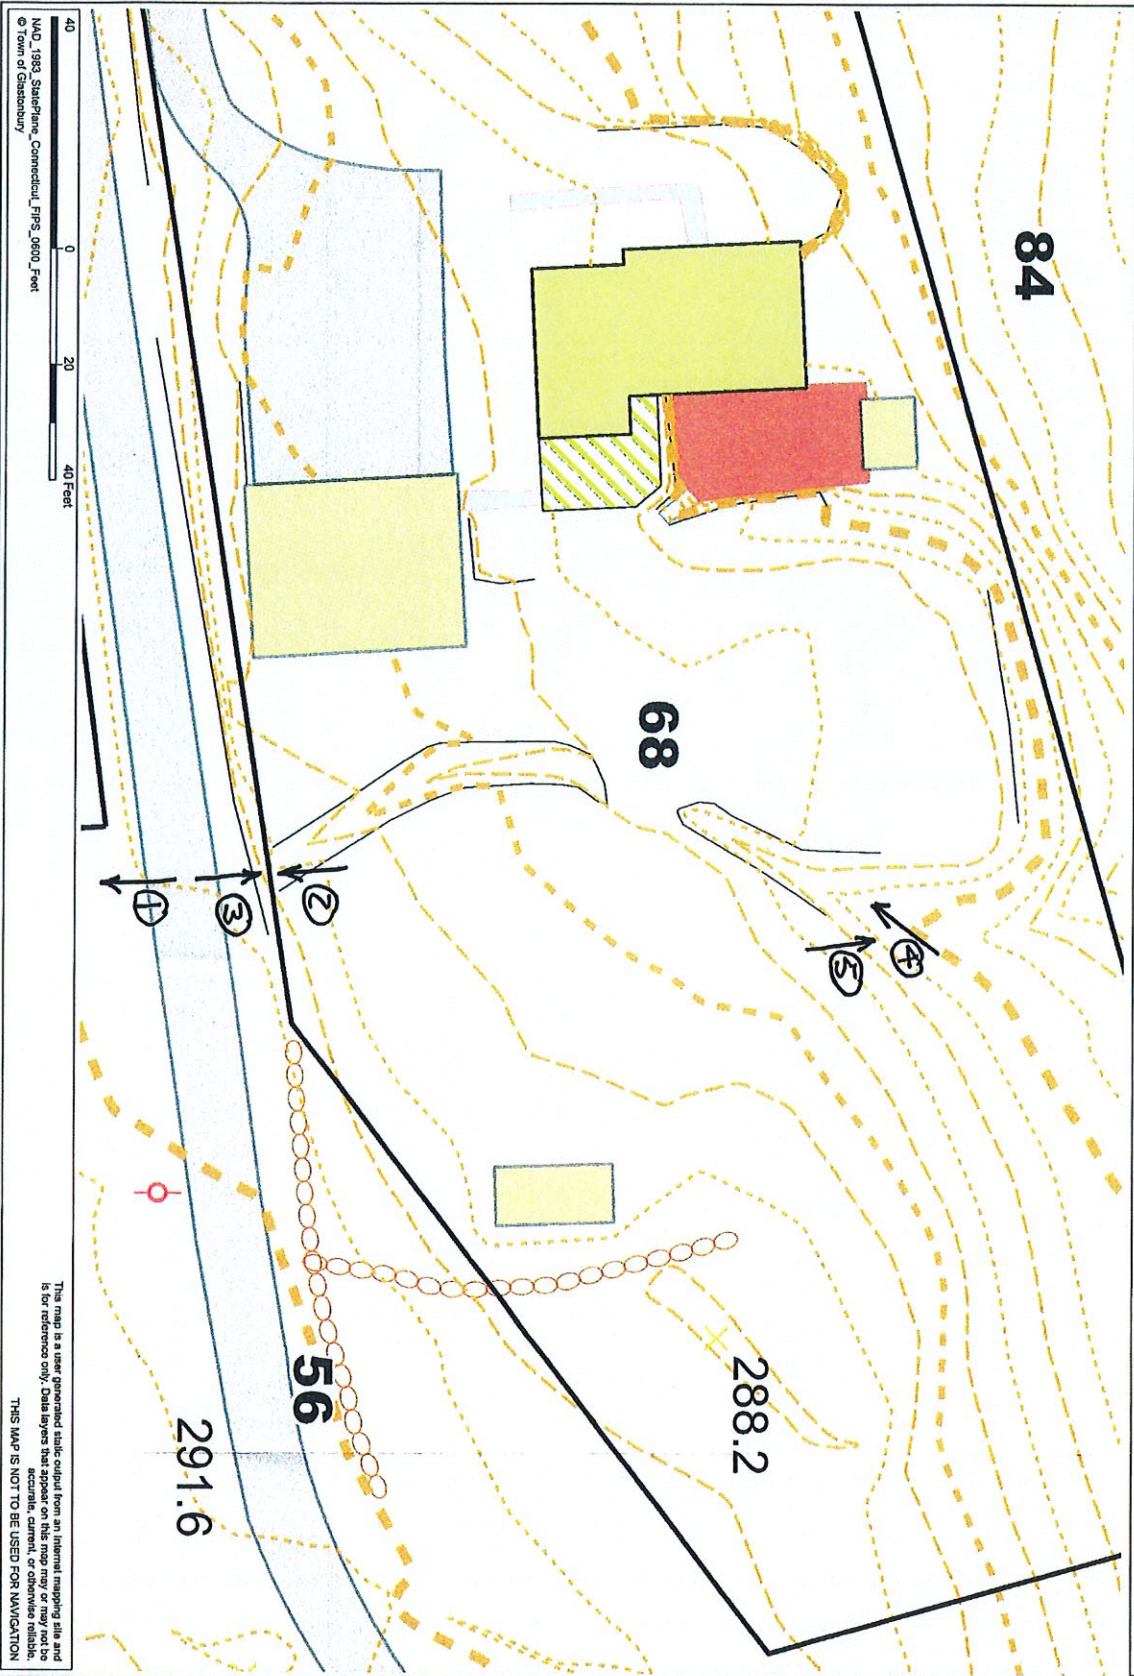 84
68
288.2
56
291.6
①
②
③
④
⑤
40 0 20 40 Feet
NAD_1983_StatePlane_Connecticut_FIPS_0600_Feet
© Town of Glastonbury
This map is a user generated static output from an Internet mapping site and
is for reference only. Data layers that appear on this map may or may not be
accurate, current, or otherwise reliable.
THIS MAP IS NOT TO BE USED FOR NAVIGATION